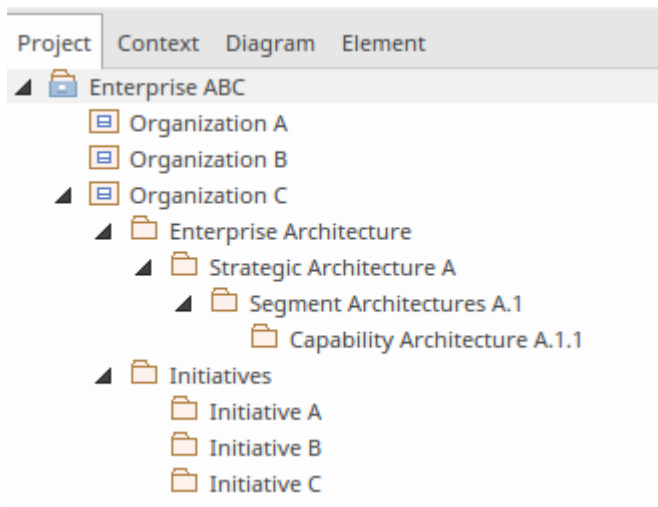 Project Context Diagram Element
Enterprise ABC
Organization A
Organization B
Organization C
Enterprise Architecture
Strategic Architecture A
Segment Architectures A.1
Capability Architecture A.1.1
Initiatives
Initiative A
Initiative B
Initiative C